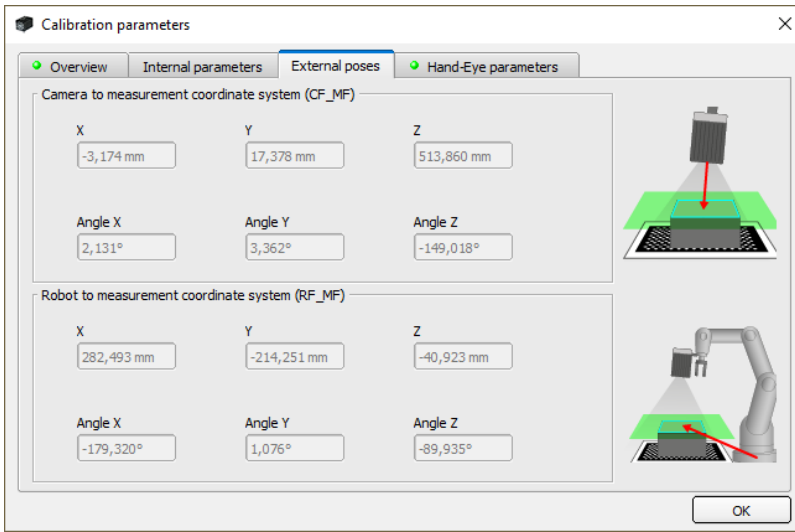 Calibration parameters
Overview Internal parameters External poses Hand-Eye parameters
Camera to measurement coordinate system (CF_MF)
X Y Z
-3,174 mm 17,378 mm 513,860 mm
Angle X Angle Y Angle Z
2,131° 3,362° -149,018°
Robot to measurement coordinate system (RF_MF)
X Y Z
282,493 mm -214,251 mm -40,923 mm
Angle X Angle Y Angle Z
-179,320° 1,076° -89,935°
OK